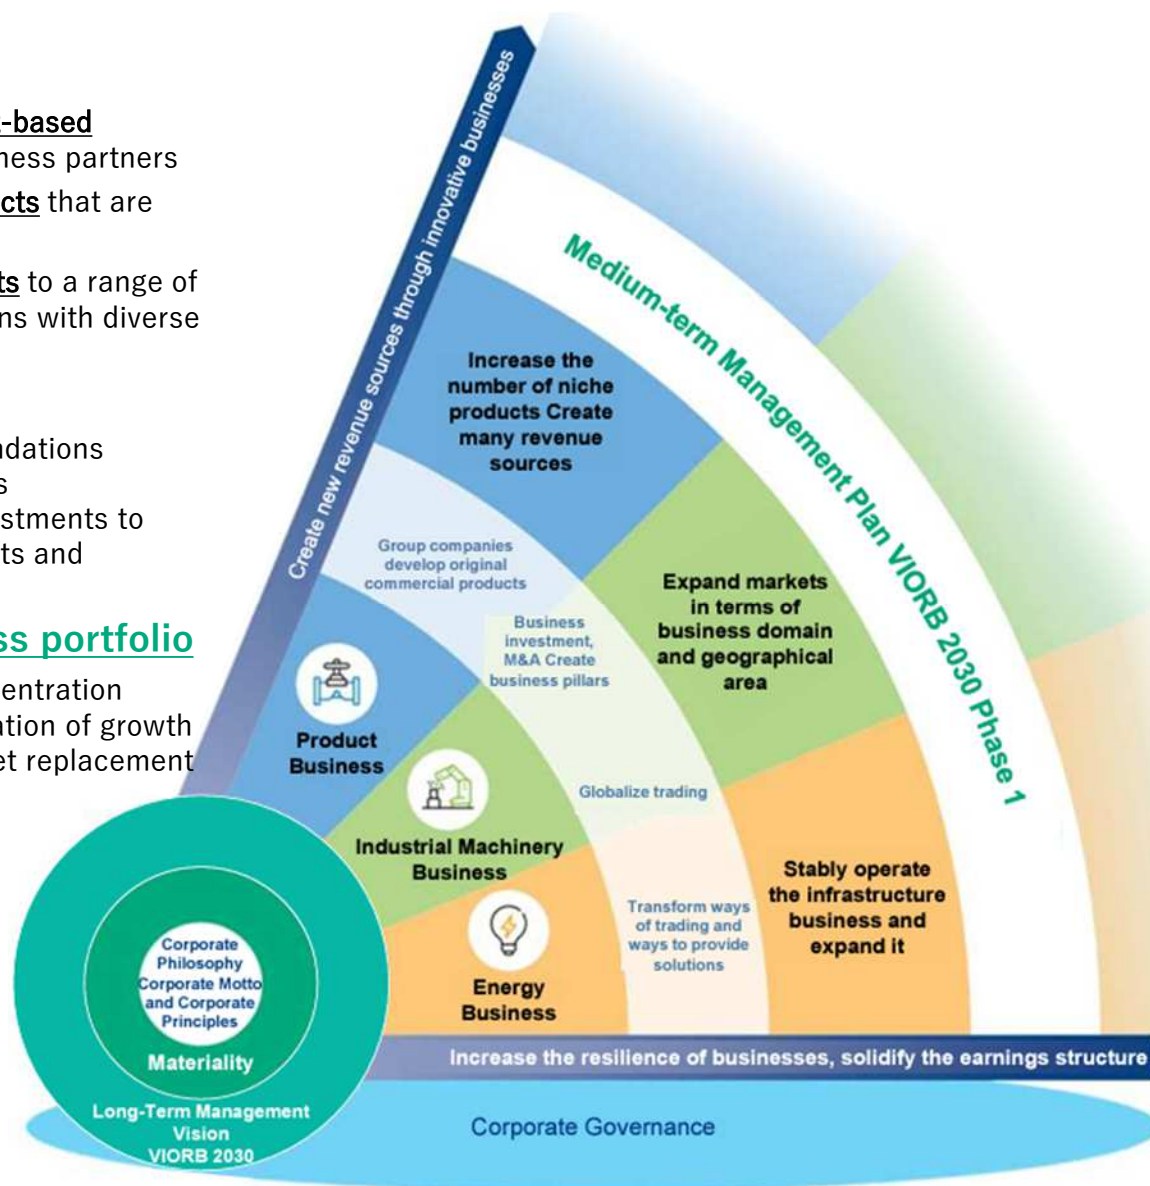 -based
ness partners
cts that are
ts to a range of
ns with diverse
ndations
s
stments to
ts and
ss portfolio
entration
ation of growth
et replacement
Create new revenue sources through innovative businesses
Medium-term Management Plan VIORB 2030 Phase 1
Increase the
number of niche
products Create
many revenue
sources
Group companies
develop original
commercial products
Expand markets
in terms of
business domain
and geographical
area
Business
investment,
M&A Create
business pillars
Product
Business
Globalize trading
Industrial Machinery
Business
Stably operate
the infrastructure
business and
expand it
Transform ways
of trading and
ways to provide
solutions
Energy
Business
Corporate
Philosophy
Corporate Motto
and Corporate
Principles
Materiality
Long-Term Management
Vision
VIORB 2030
Increase the resilience of businesses, solidify the earnings structure
Corporate Governance